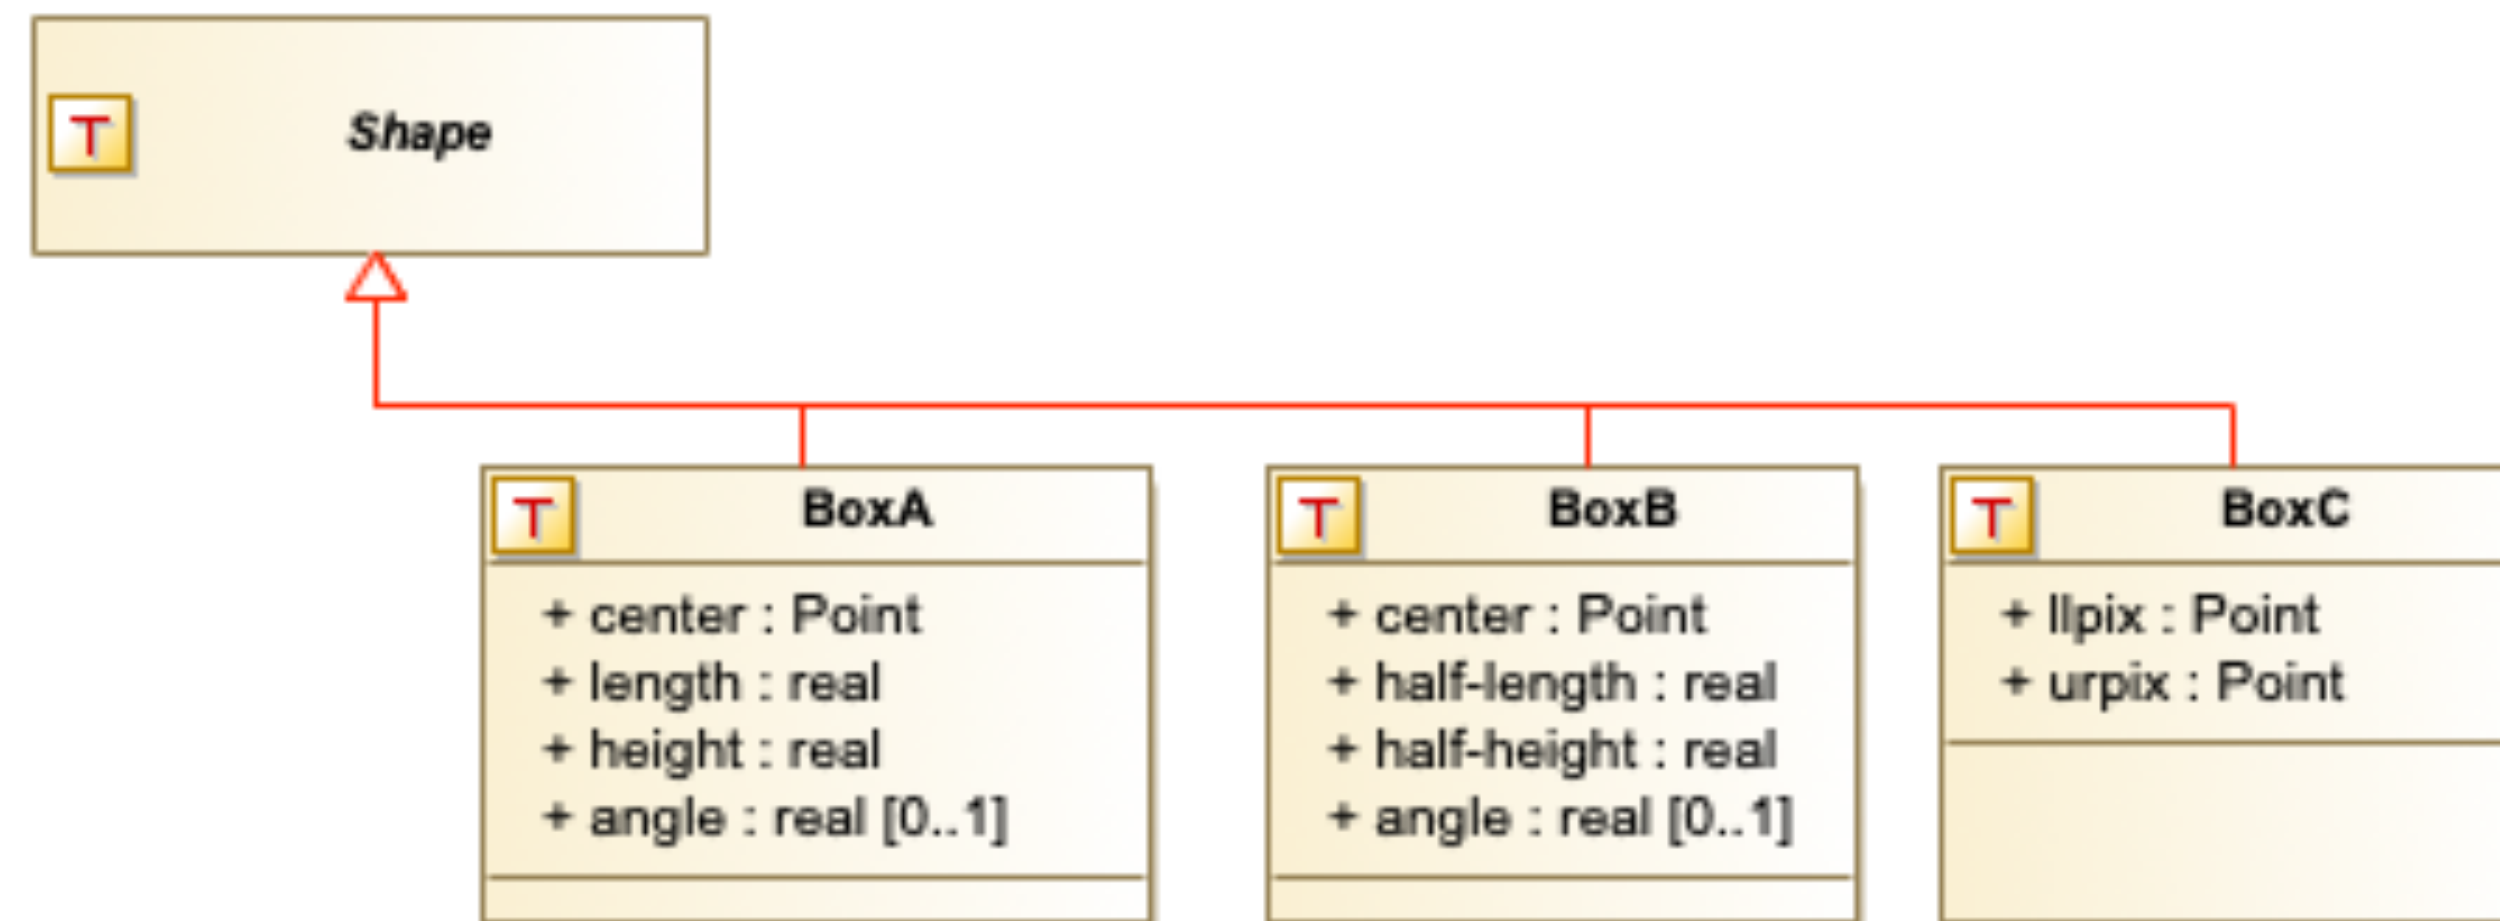 T Shape
T BoxA
+ center : Point
+ length : real
+ height : real
+ angle : real [0..1]
T BoxB
+ center : Point
+ half-length : real
+ half-height : real
+ angle : real [0..1]
T BoxC
+ llpix : Point
+ urpix : Point